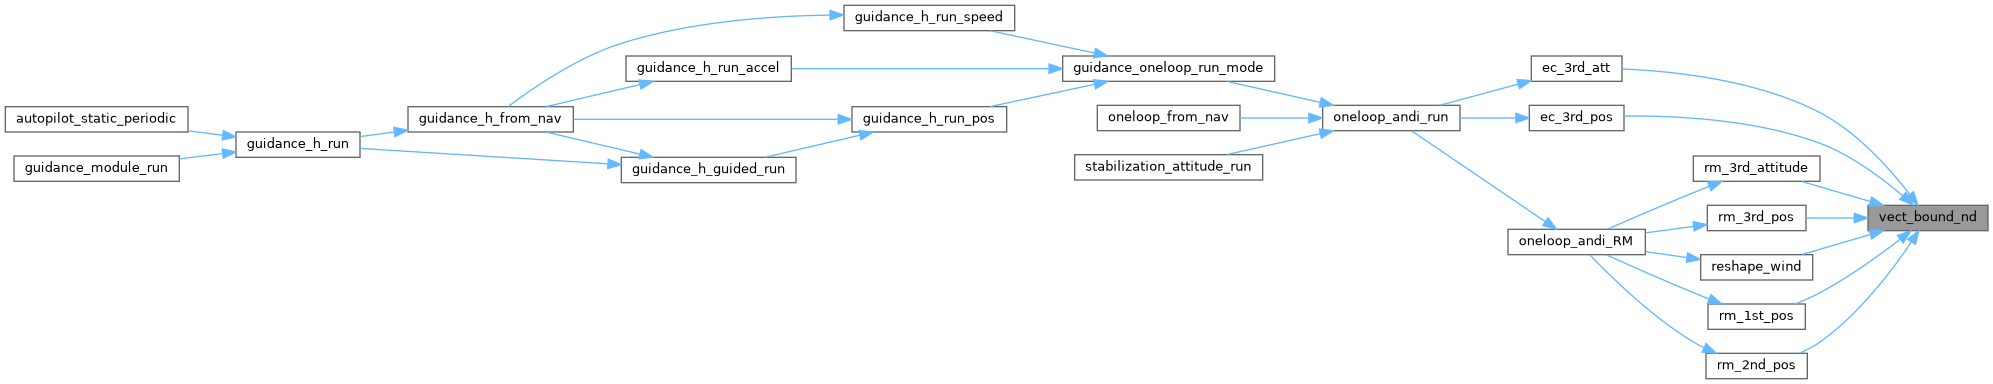 guidance_h_run_speed
guidance_h_run_accel
guidance_oneloop_run_mode
ec_3rd_att
autopilot_static_periodic
guidance_h_from_nav
guidance_h_run_pos
oneloop_from_nav
oneloop_andi_run
ec_3rd_pos
guidance_h_run
guidance_module_run
guidance_h_guided_run
stabilization_attitude_run
rm_3rd_attitude
rm_3rd_pos
vect_bound_nd
oneloop_andi_RM
reshape_wind
rm_1st_pos
rm_2nd_pos